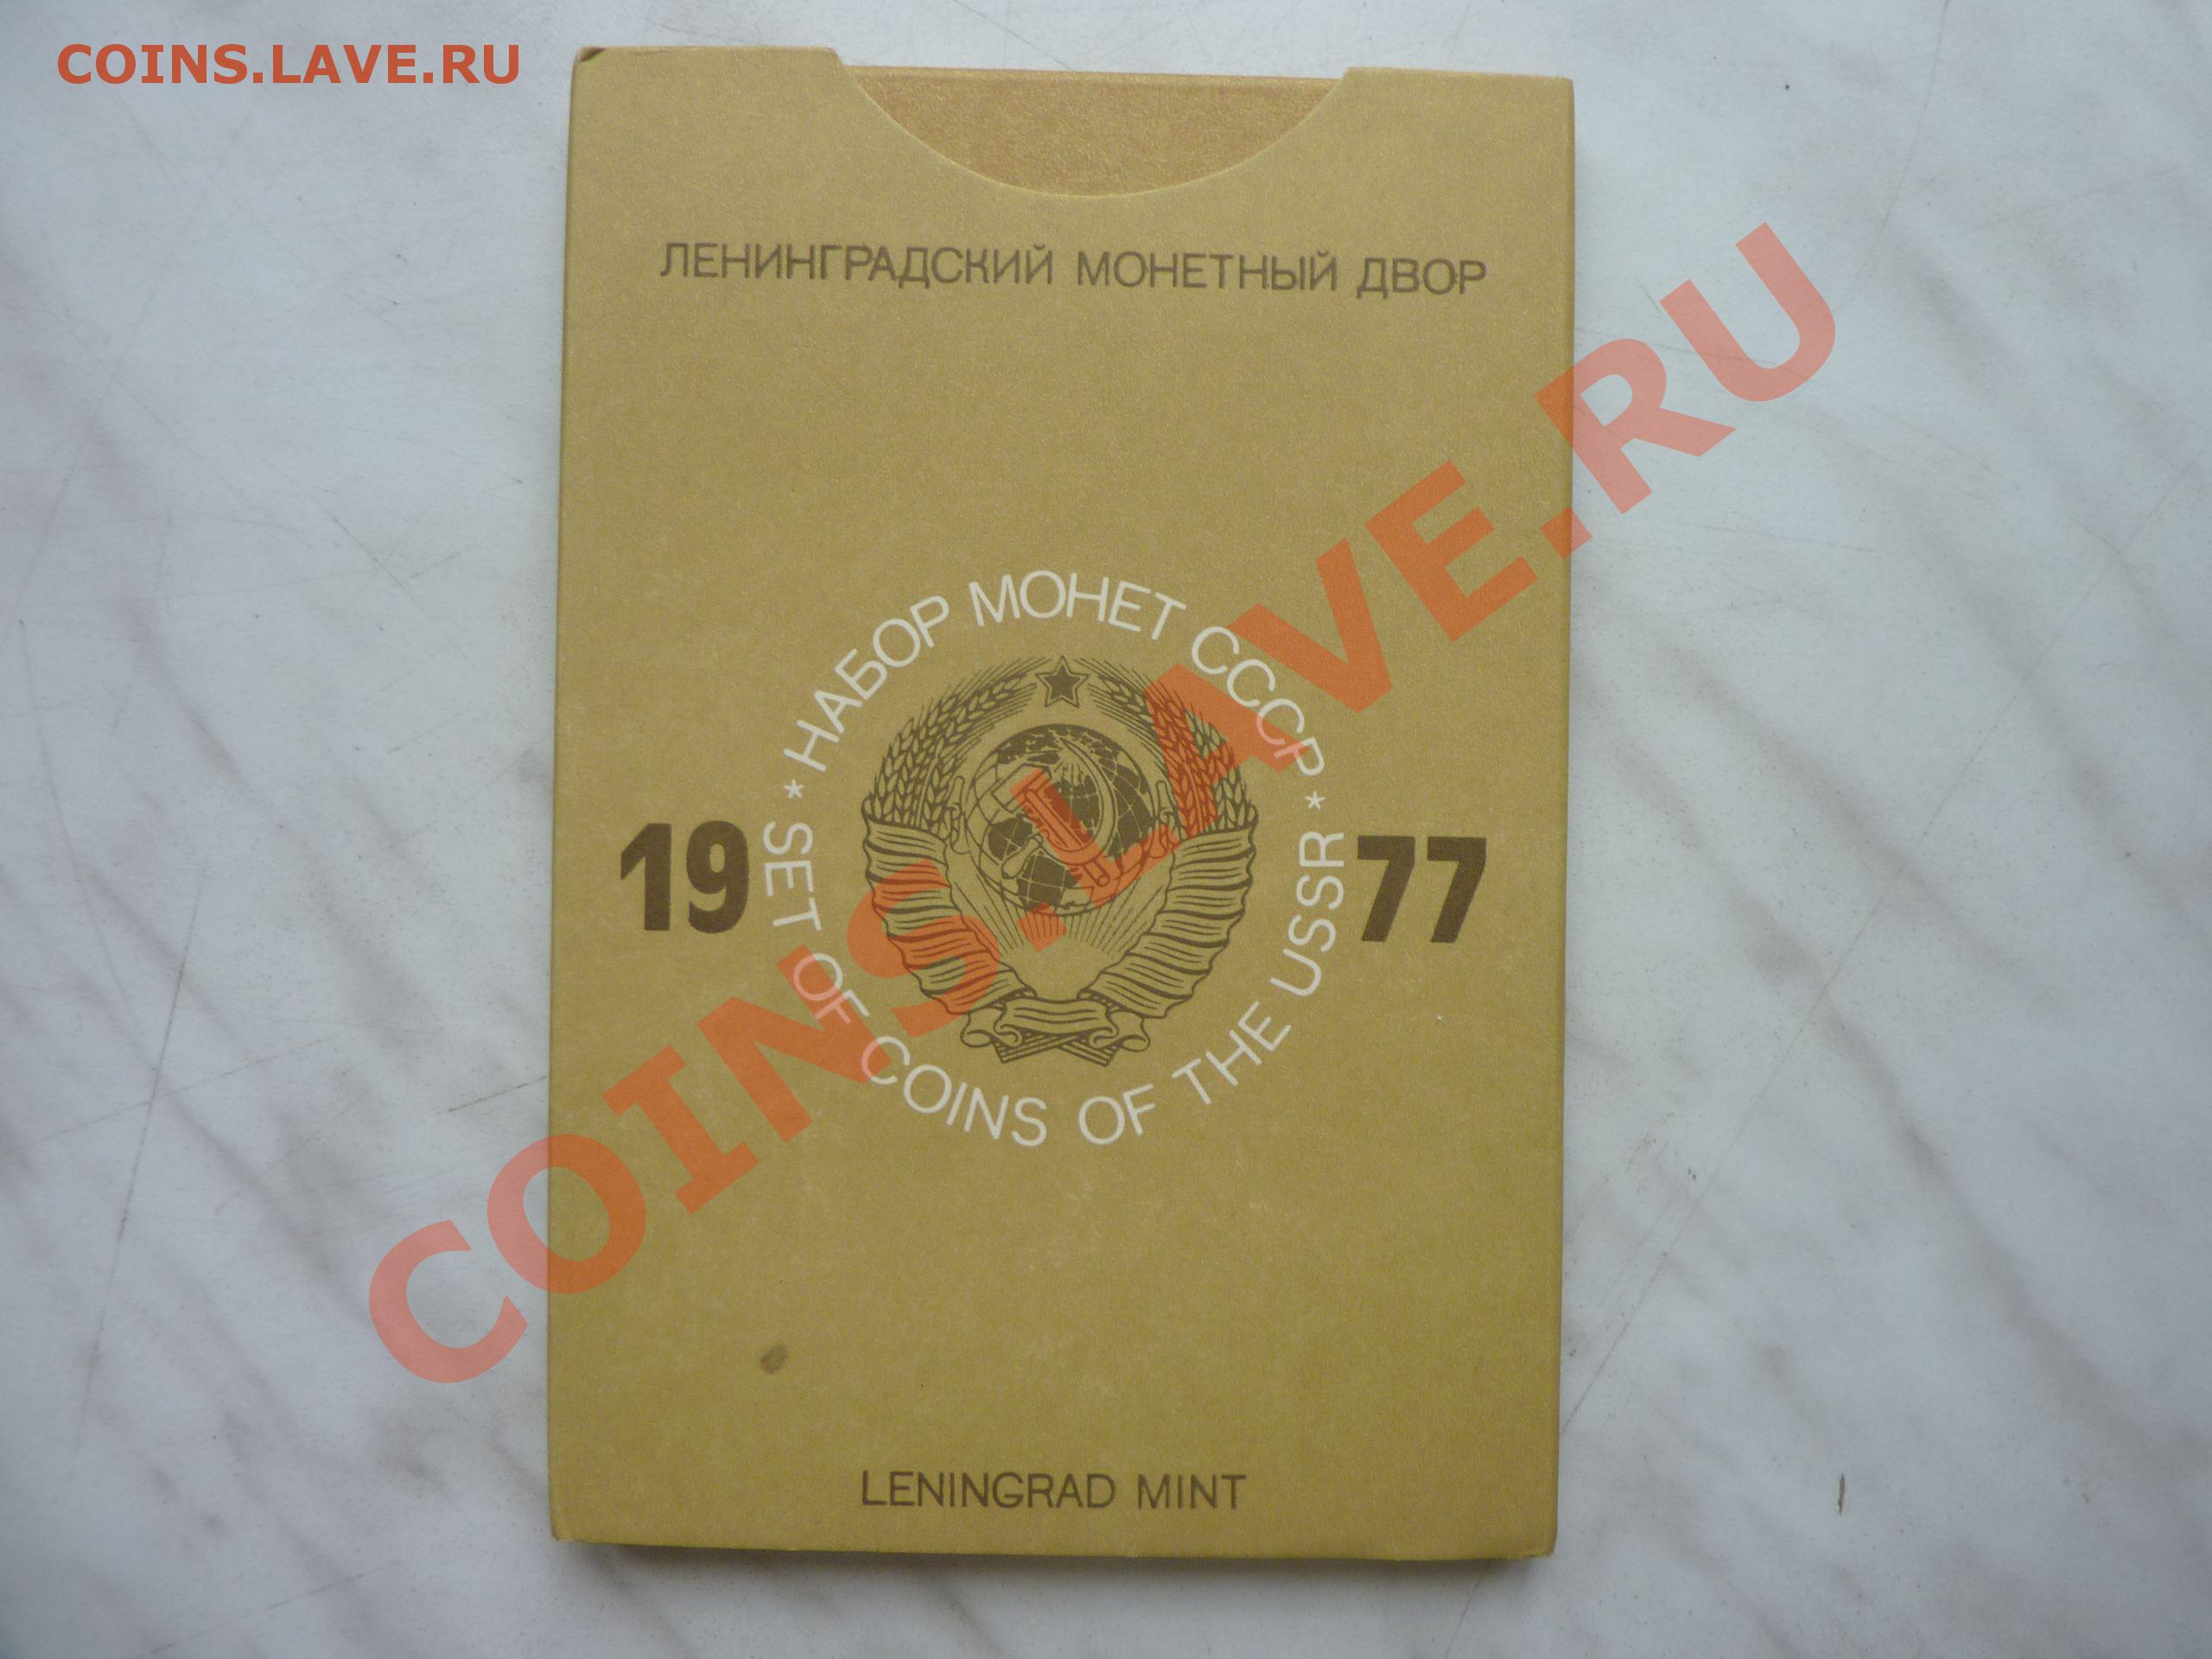 COINS.LAVE.RU
ЛЕНИНГРАДСКИЙ МОНЕТНЫЙ ДВОР
* НАБОР МОНЕТ СССР *
19
77
SET OF COINS OF THE USSR
COINS.LAVE.RU
LENINGRAD MINT